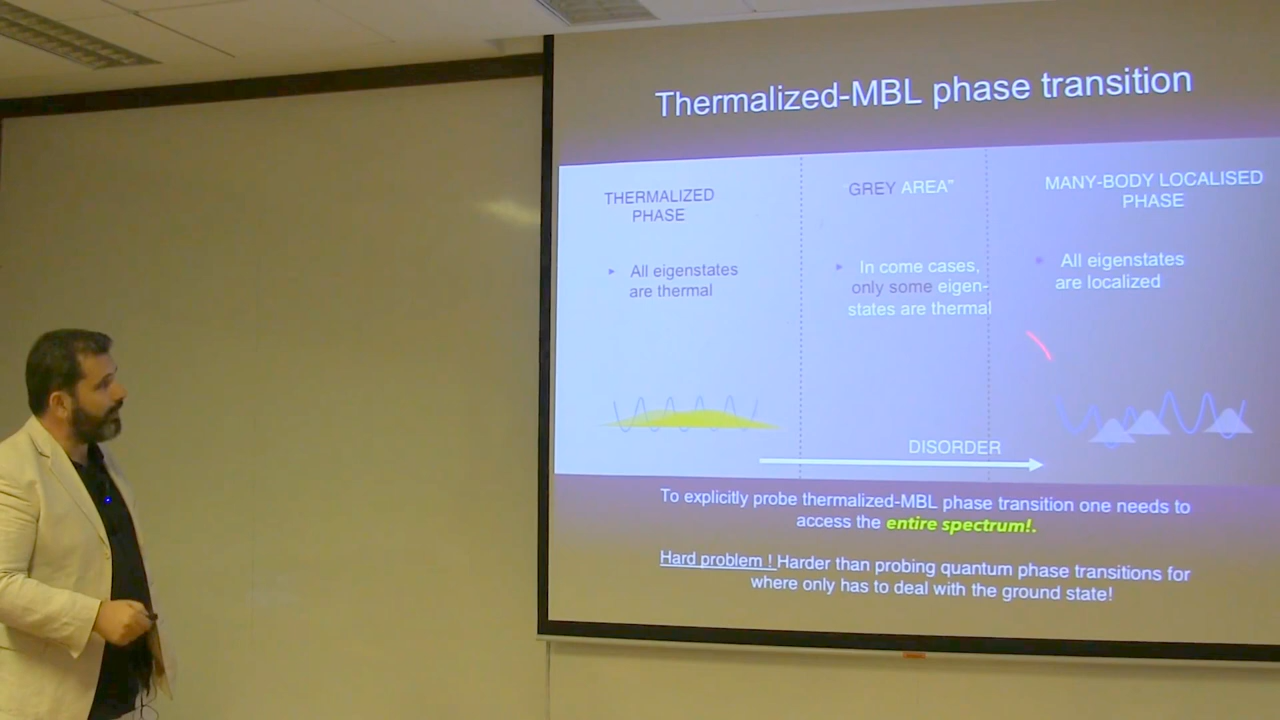 Thermalized-MBL phase transition
THERMALIZED
PHASE
GREY AREA”
MANY-BODY LOCALISED
PHASE
▸ All eigenstates
are thermal
▸ In come cases,
only some eigen-
states are thermal
All eigenstates
are localized
DISORDER
To explicitly probe thermalized-MBL phase transition one needs to
access the entire spectrum!.
Hard problem ! Harder than probing quantum phase transitions for
where only has to deal with the ground state!